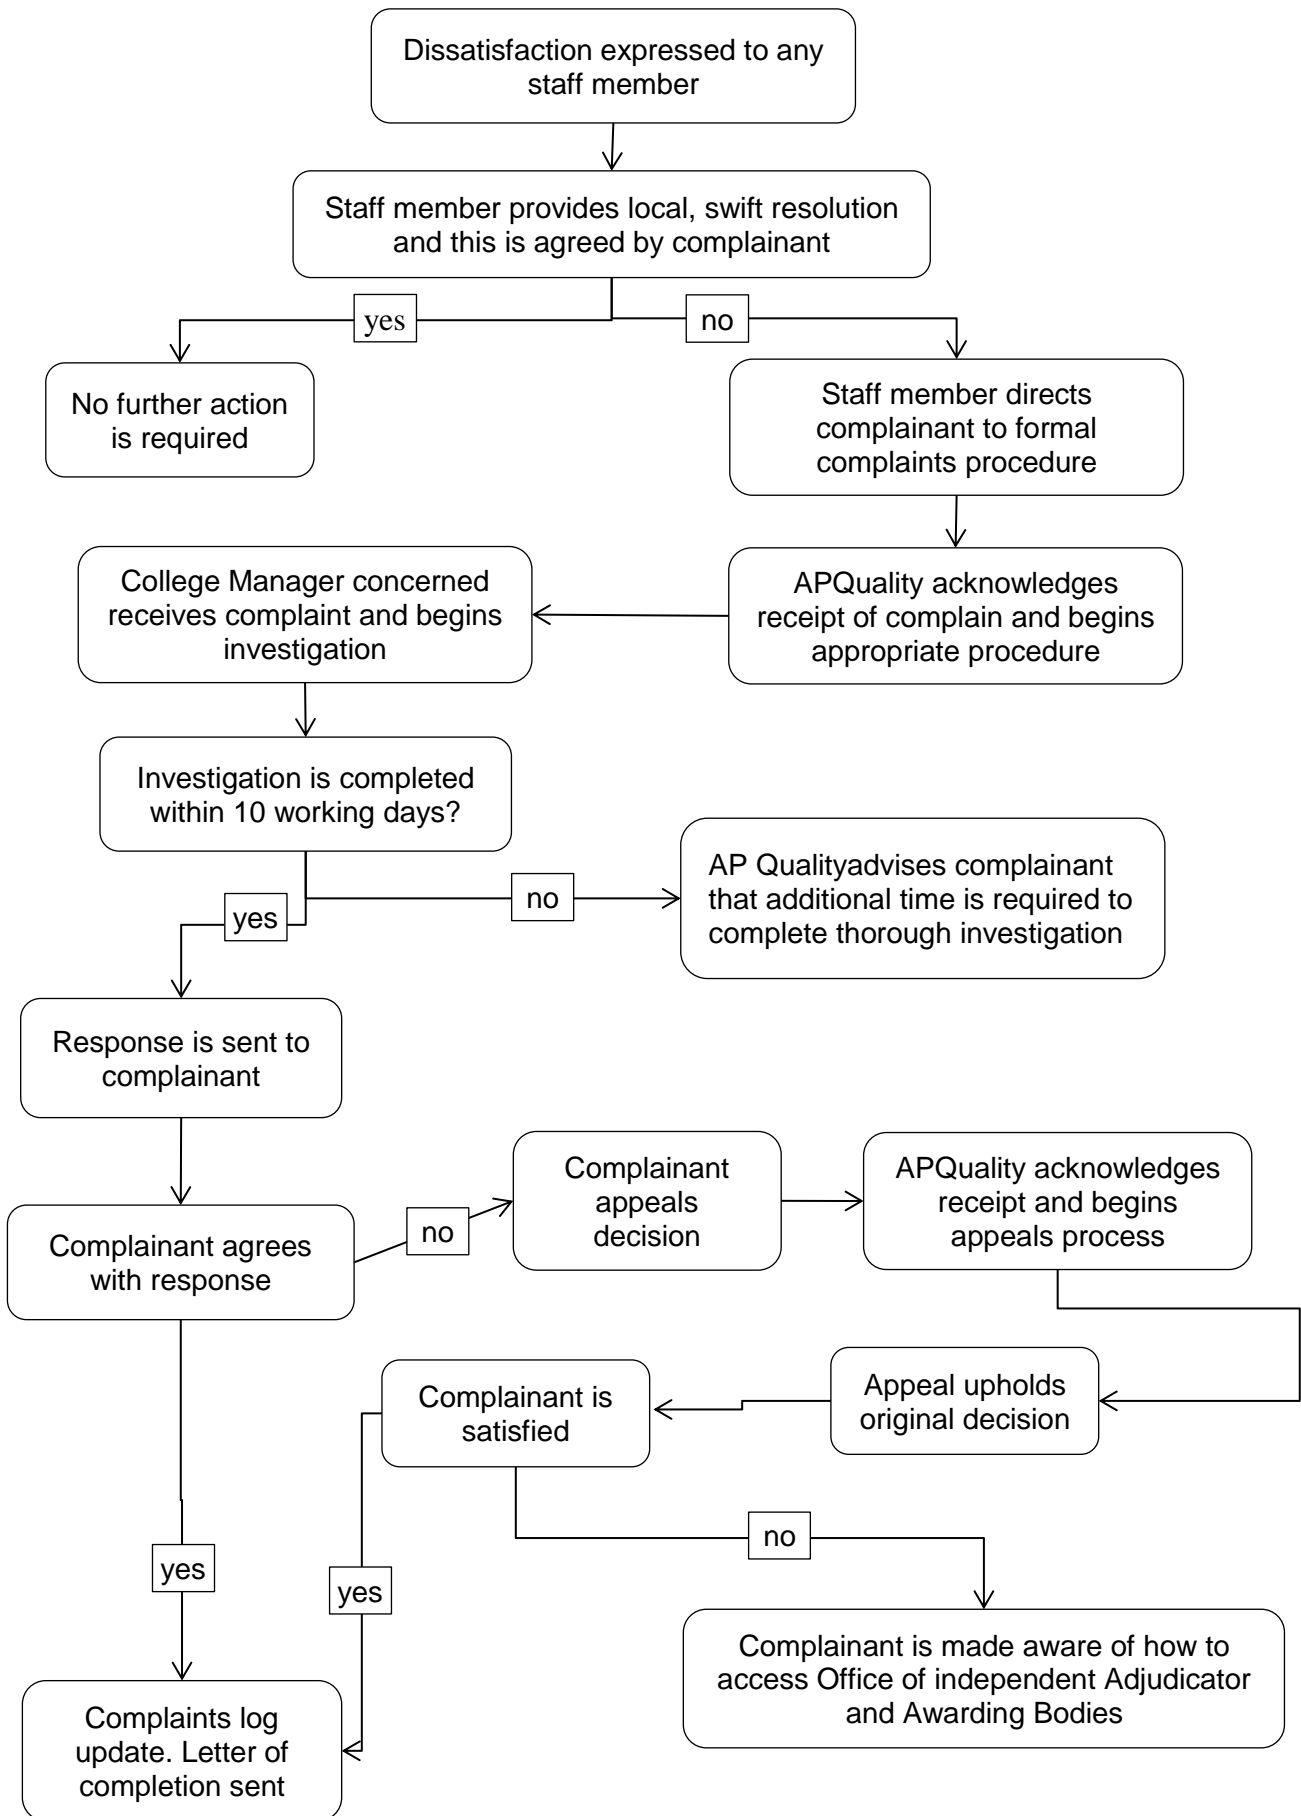 Dissatisfaction expressed to any
staff member
Staff member provides local, swift resolution
and this is agreed by complainant
yes
no
No further action
is required
Staff member directs
complainant to formal
complaints procedure
College Manager concerned
receives complaint and begins
investigation
APQuality acknowledges
receipt of complain and begins
appropriate procedure
Investigation is completed
within 10 working days?
AP Qualityadvises complainant
that additional time is required to
complete thorough investigation
no
yes
Response is sent to
complainant
Complainant agrees
with response
no
Complainant
appeals
decision
APQuality acknowledges
receipt and begins
appeals process
Appeal upholds
original decision
Complainant is
satisfied
no
yes
yes
Complainant is made aware of how to
access Office of independent Adjudicator
and Awarding Bodies
Complaints log
update. Letter of
completion sent